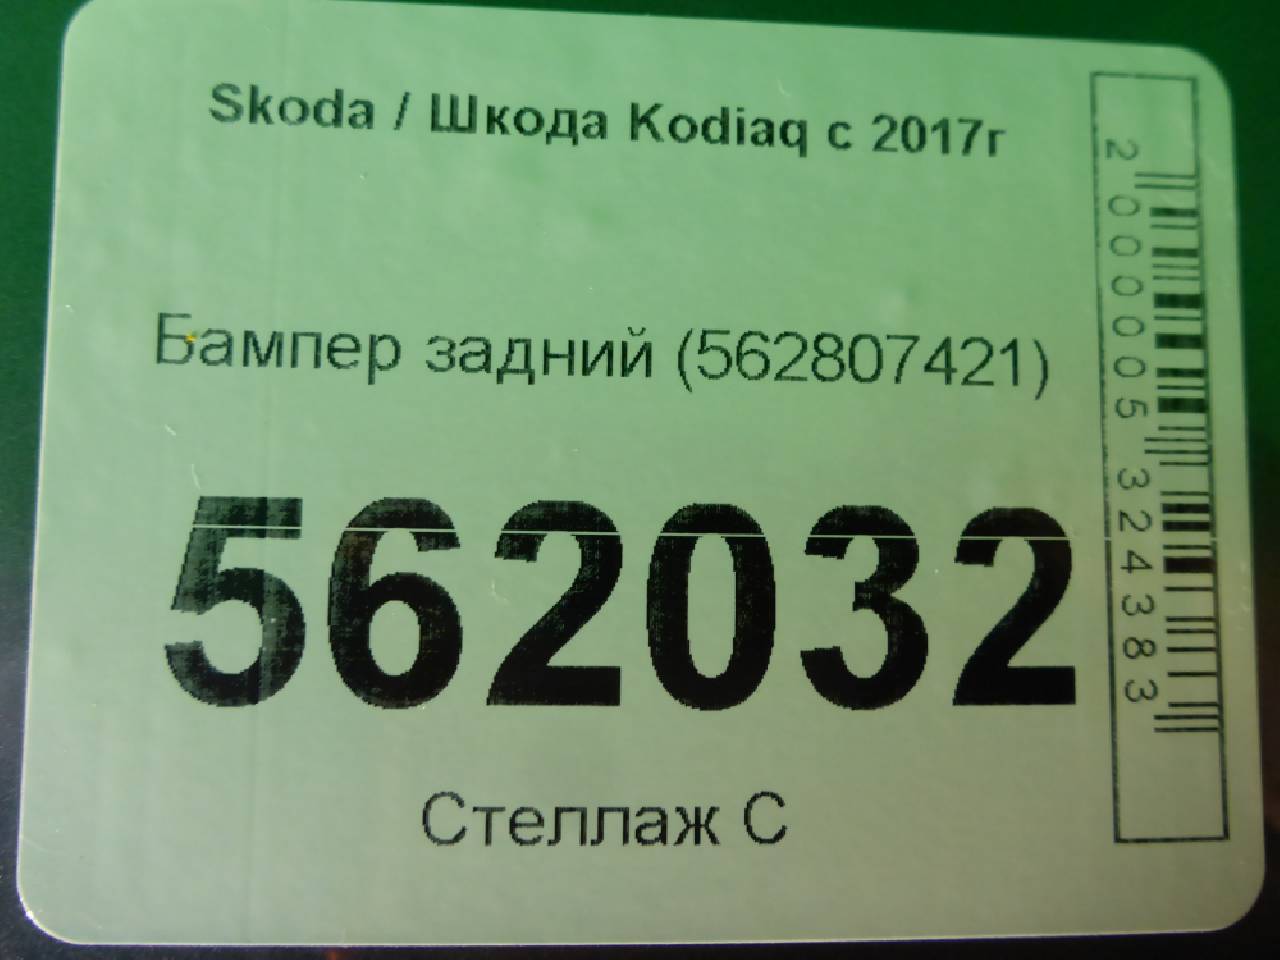 Skoda / Шкода Kodiaq с 2017г
Бампер задний (562807421)
562032
Стеллаж С
2000005324383